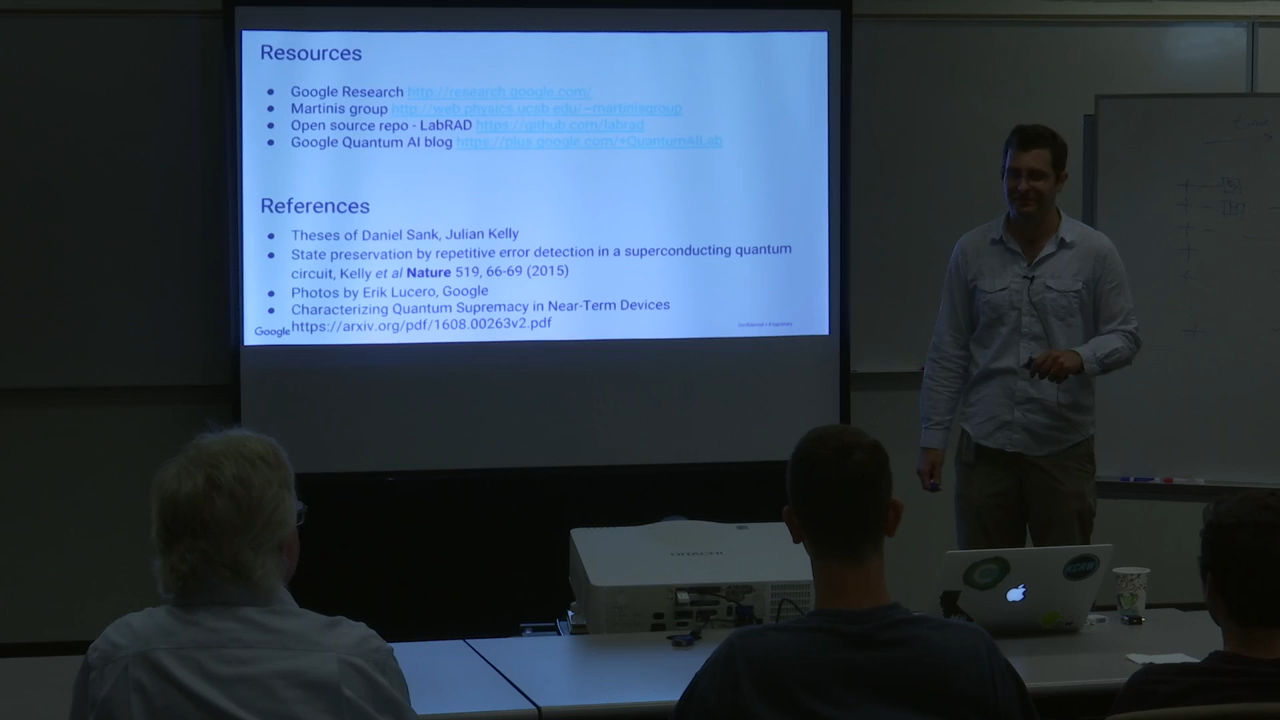 Resources
● Google Research http://research.google.com/
● Martinis group http://web.physics.ucsb.edu/~martinisgroup
● Open source repo - LabRAD https://github.com/labrad
● Google Quantum AI blog https://plus.google.com/+QuantumAILab
References
● Theses of Daniel Sank, Julian Kelly
● State preservation by repetitive error detection in a superconducting quantum
circuit, Kelly et al Nature 519, 66-69 (2015)
● Photos by Erik Lucero, Google
● Characterizing Quantum Supremacy in Near-Term Devices
https://arxiv.org/pdf/1608.00263v2.pdf
Google
Confidential + Proprietary
KCRW